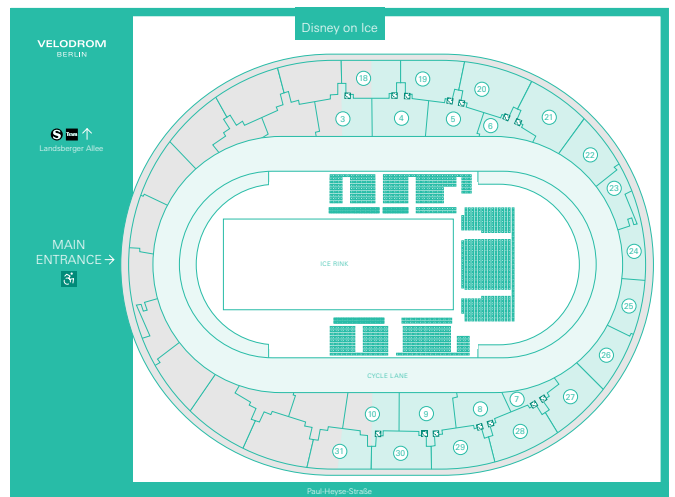 Disney on Ice
VELODROM
BERLIN
S Tram
Landsberger Allee
MAIN
ENTRANCE
18
19
20
21
22
23
24
25
26
27
28
29
30
31
3
4
5
6
7
8
9
10
ICE RINK
CYCLE LANE
Paul-Heyse-Straße